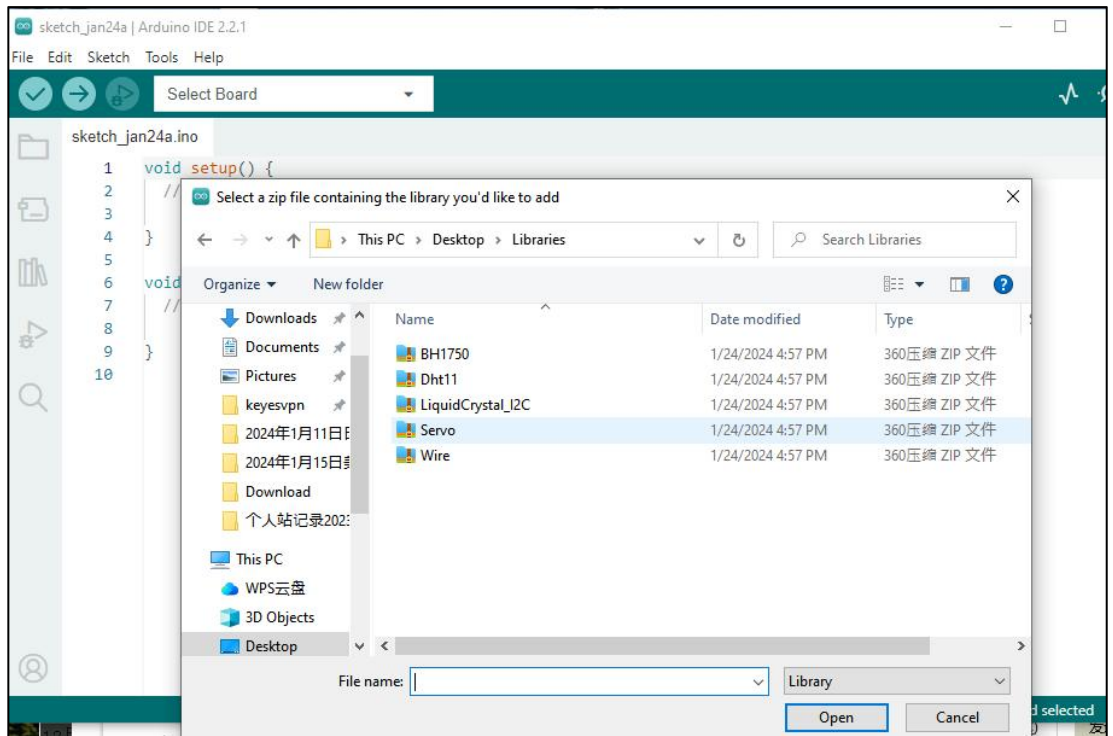 sketch_jan24a | Arduino IDE 2.2.1
File Edit Sketch Tools Help
Select Board
sketch_jan24a.ino
1 void setup() {
2 //
3
4 }
5
6 void
7 //
8
9 }
10
Select a zip file containing the library you'd like to add
This PC > Desktop > Libraries
Search Libraries
Organize New folder
Name Date modified Type
BH1750 1/24/2024 4:57 PM 360压缩 ZIP 文件
Dht11 1/24/2024 4:57 PM 360压缩 ZIP 文件
LiquidCrystal_I2C 1/24/2024 4:57 PM 360压缩 ZIP 文件
Servo 1/24/2024 4:57 PM 360压缩 ZIP 文件
Wire 1/24/2024 4:57 PM 360压缩 ZIP 文件
Downloads
Documents
Pictures
keyesvpn
2024年1月11日
2024年1月15日
Download
个人站记录2023
This PC
WPS云盘
3D Objects
Desktop
File name:
Library
Open Cancel
selected